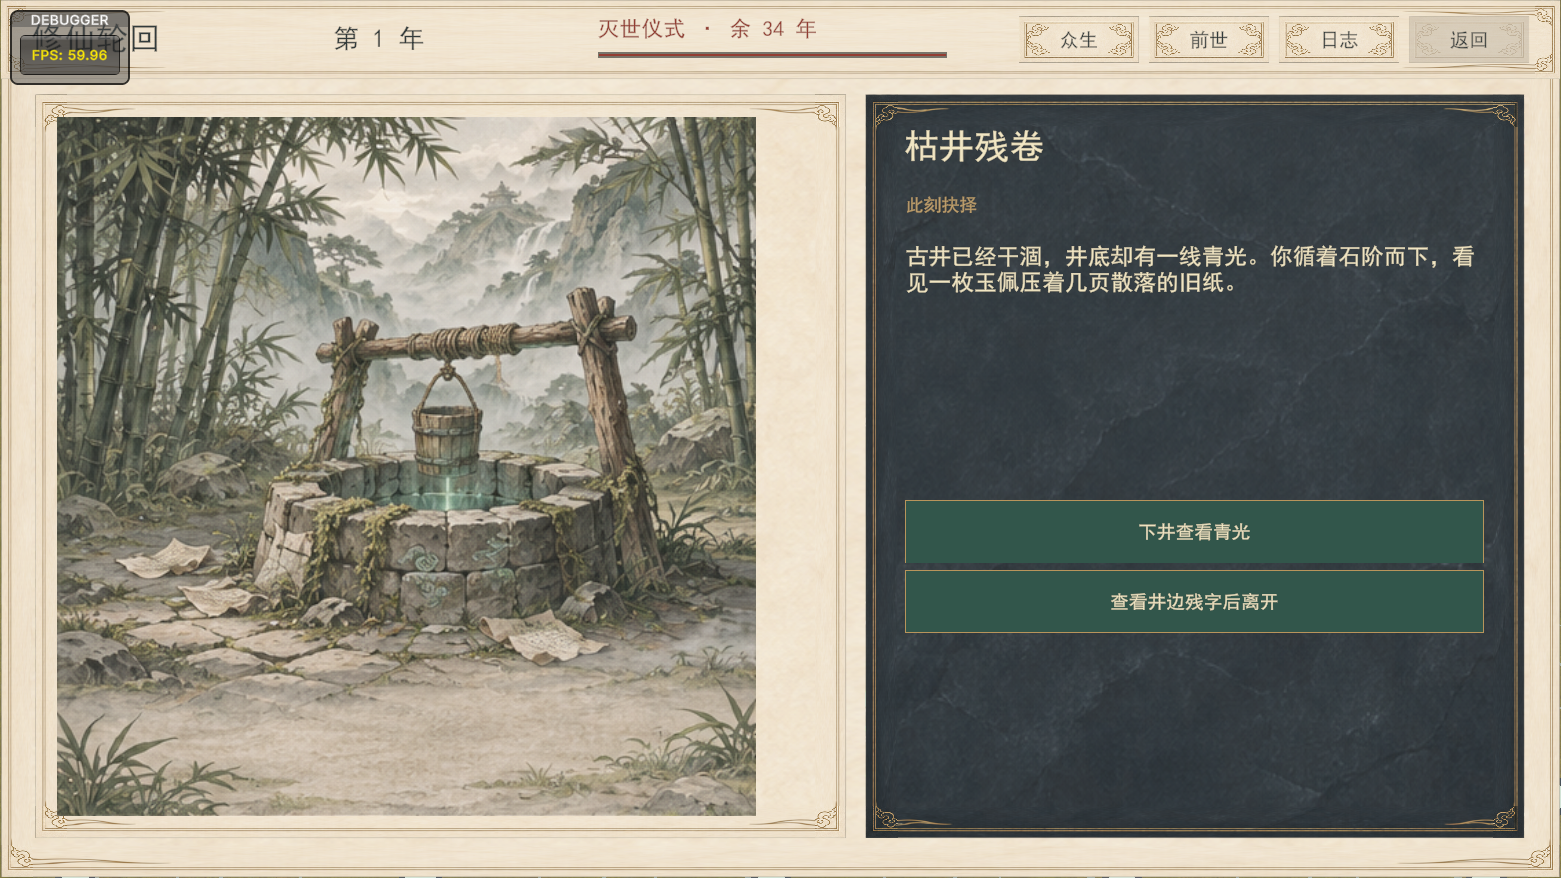 DEBUGGER
FPS: 59.96
修仙轮回
第 1 年
灭世仪式 · 余 34 年
众生
前世
日志
返回
枯井残卷
此刻抉择
古井已经干涸，井底却有一线青光。你循着石阶而下，看
见一枚玉佩压着几页散落的旧纸。
下井查看青光
查看井边残字后离开